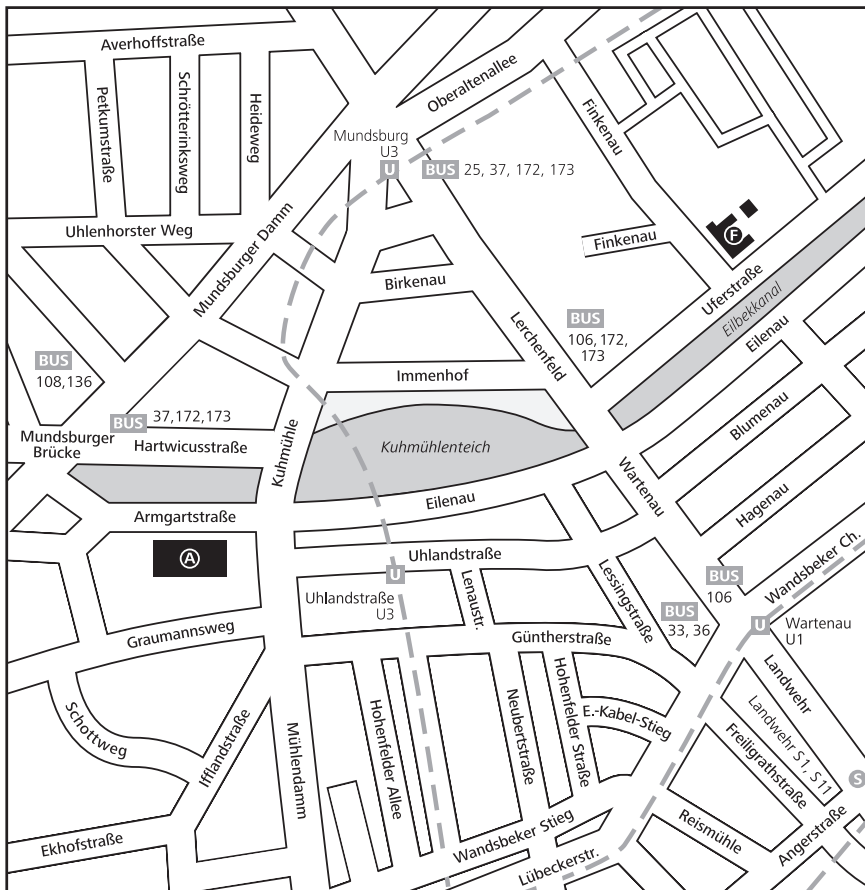 Averhoffstraße
Petkumstraße
Schrötterinksweg
Heideweg
Oberaltenallee
Finkenau
Mundsburg
U3
U
BUS 25, 37, 172, 173
Uhlenhorster Weg
Mundsburger Damm
Birkenau
Finkenau
F
Uferstraße
Eilbekkanal
Eilenau
BUS
108,136
BUS
106,172,
173
Lerchenfeld
Immenhof
Blumenau
BUS 37,172,173
Mundsburger
Brücke
Hartwicusstraße
Kuhmühle
Kuhmühlenteich
Wartenau
Hagenau
Armgartstraße
Eilenau
A
Uhlandstraße
U
Uhlandstraße
U3
Lenaustr.
Lessingstraße
BUS
106
BUS
33, 36
Wandsbeker Ch.
U
Wartenau
U1
Graumannsweg
Güntherstraße
Landwehr
Landwehr S1, S11
S
Schottweg
Ifflandstraße
Mühlendamm
Hohenfelder Allee
Neubertstraße
Hohenfelder Straße
E.-Kabel-Stieg
Freiligrathstraße
Ekhofstraße
Wandsbeker Stieg
Lübeckerstr.
Reismühle
Angerstraße